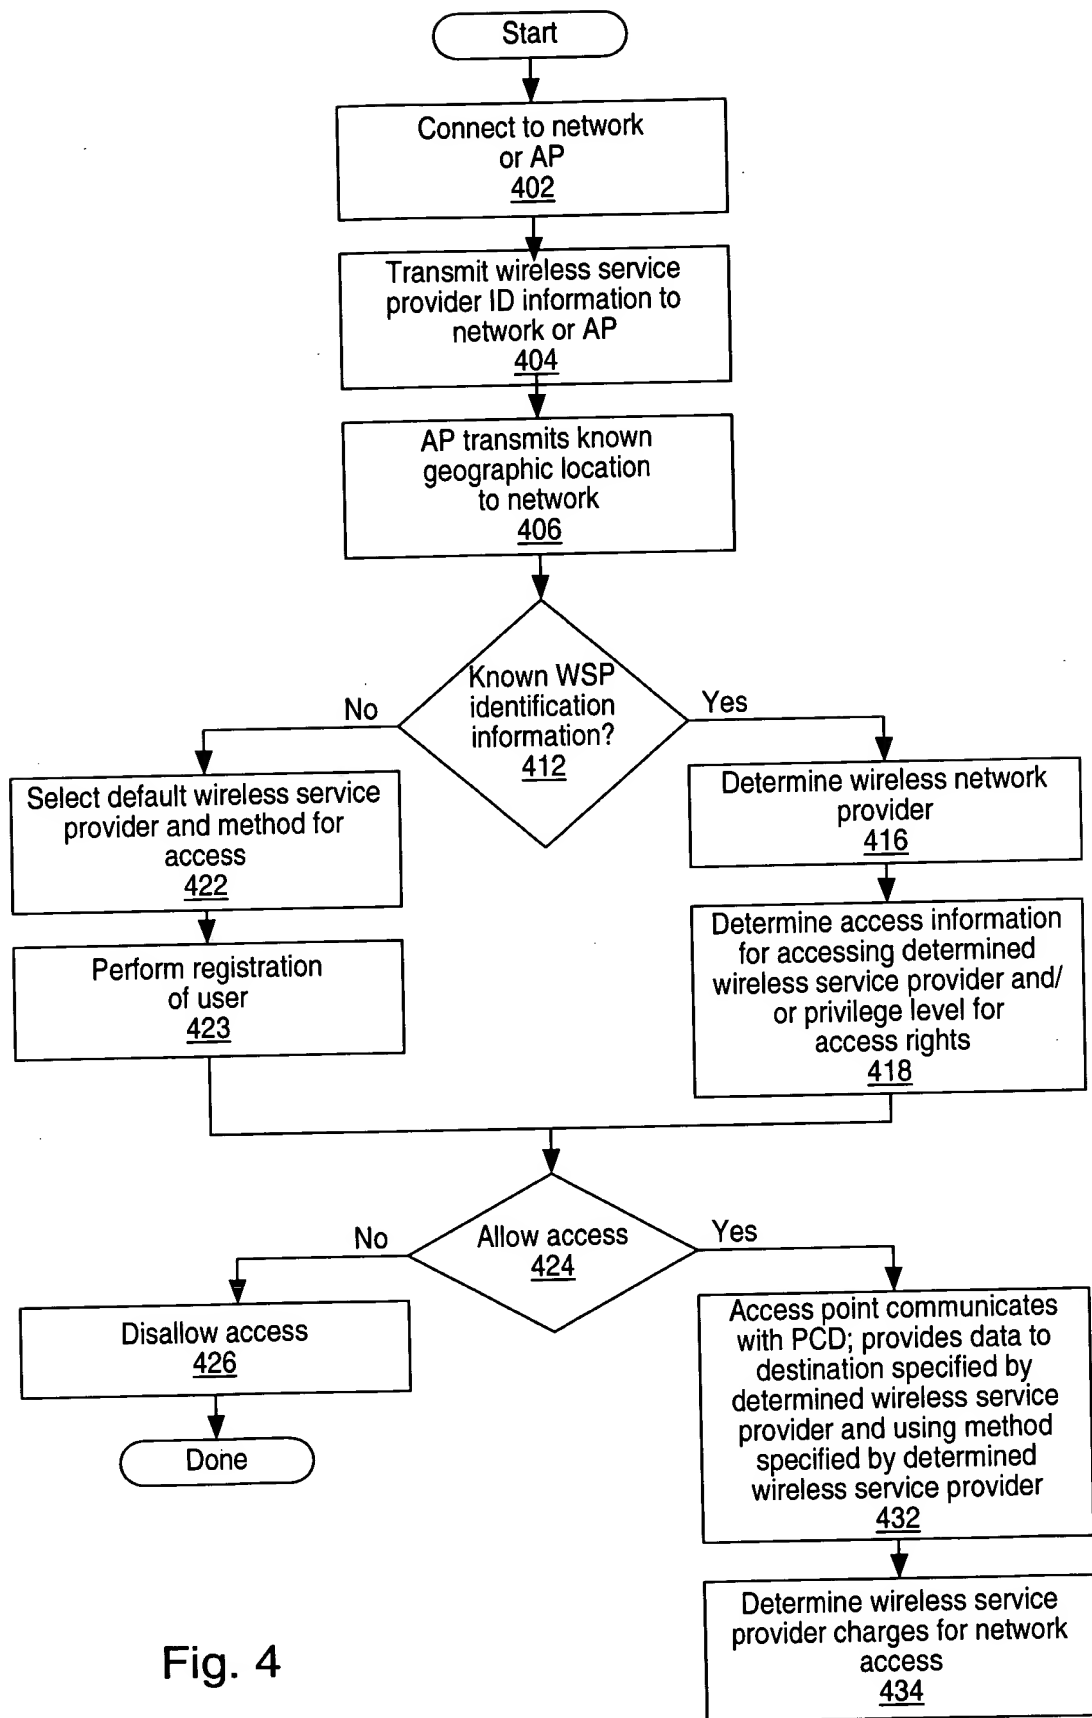 Start
Connect to network
or AP
402
Transmit wireless service
provider ID information to
network or AP
404
AP transmits known
geographic location
to network
406
Known WSP
identification
information?
412
No
Yes
Select default wireless service
provider and method for
access
422
Perform registration
of user
423
Determine wireless network
provider
416
Determine access information
for accessing determined
wireless service provider and/
or privilege level for
access rights
418
Allow access
424
No
Yes
Disallow access
426
Done
Access point communicates
with PCD; provides data to
destination specified by
determined wireless service
provider and using method
specified by determined
wireless service provider
432
Determine wireless service
provider charges for network
access
434
Fig. 4